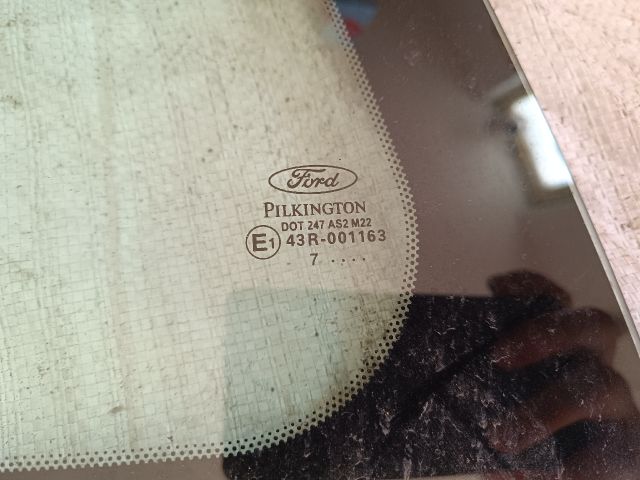 Ford
PILKINGTON
DOT 247 AS2 M22
E1 43R-001163
7 ....